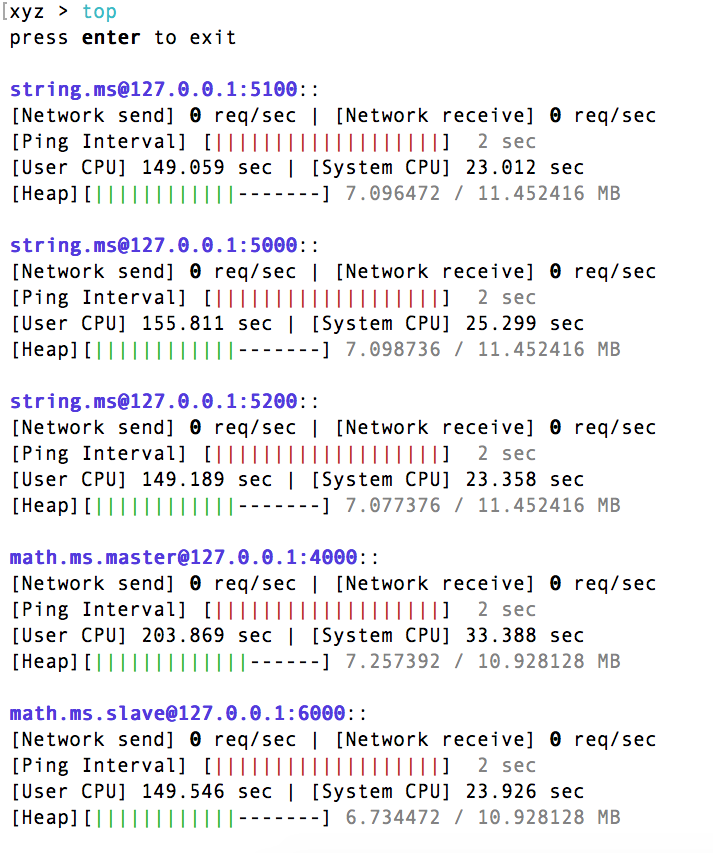 [xyz > top
press enter to exit
string.ms@127.0.0.1:5100::
[Network send] 0 req/sec | [Network receive] 0 req/sec
[Ping Interval] [|||||||||||||||||||] 2 sec
[User CPU] 149.059 sec | [System CPU] 23.012 sec
[Heap][||||||||||||-------] 7.096472 / 11.452416 MB
string.ms@127.0.0.1:5000::
[Network send] 0 req/sec | [Network receive] 0 req/sec
[Ping Interval] [|||||||||||||||||||] 2 sec
[User CPU] 155.811 sec | [System CPU] 25.299 sec
[Heap][||||||||||||-------] 7.098736 / 11.452416 MB
string.ms@127.0.0.1:5200::
[Network send] 0 req/sec | [Network receive] 0 req/sec
[Ping Interval] [|||||||||||||||||||] 2 sec
[User CPU] 149.189 sec | [System CPU] 23.358 sec
[Heap][||||||||||||-------] 7.077376 / 11.452416 MB
math.ms.master@127.0.0.1:4000::
[Network send] 0 req/sec | [Network receive] 0 req/sec
[Ping Interval] [|||||||||||||||||||] 2 sec
[User CPU] 203.869 sec | [System CPU] 33.388 sec
[Heap][|||||||||||||------] 7.257392 / 10.928128 MB
math.ms.slave@127.0.0.1:6000::
[Network send] 0 req/sec | [Network receive] 0 req/sec
[Ping Interval] [|||||||||||||||||||] 2 sec
[User CPU] 149.546 sec | [System CPU] 23.926 sec
[Heap][||||||||||||-------] 6.734472 / 10.928128 MB